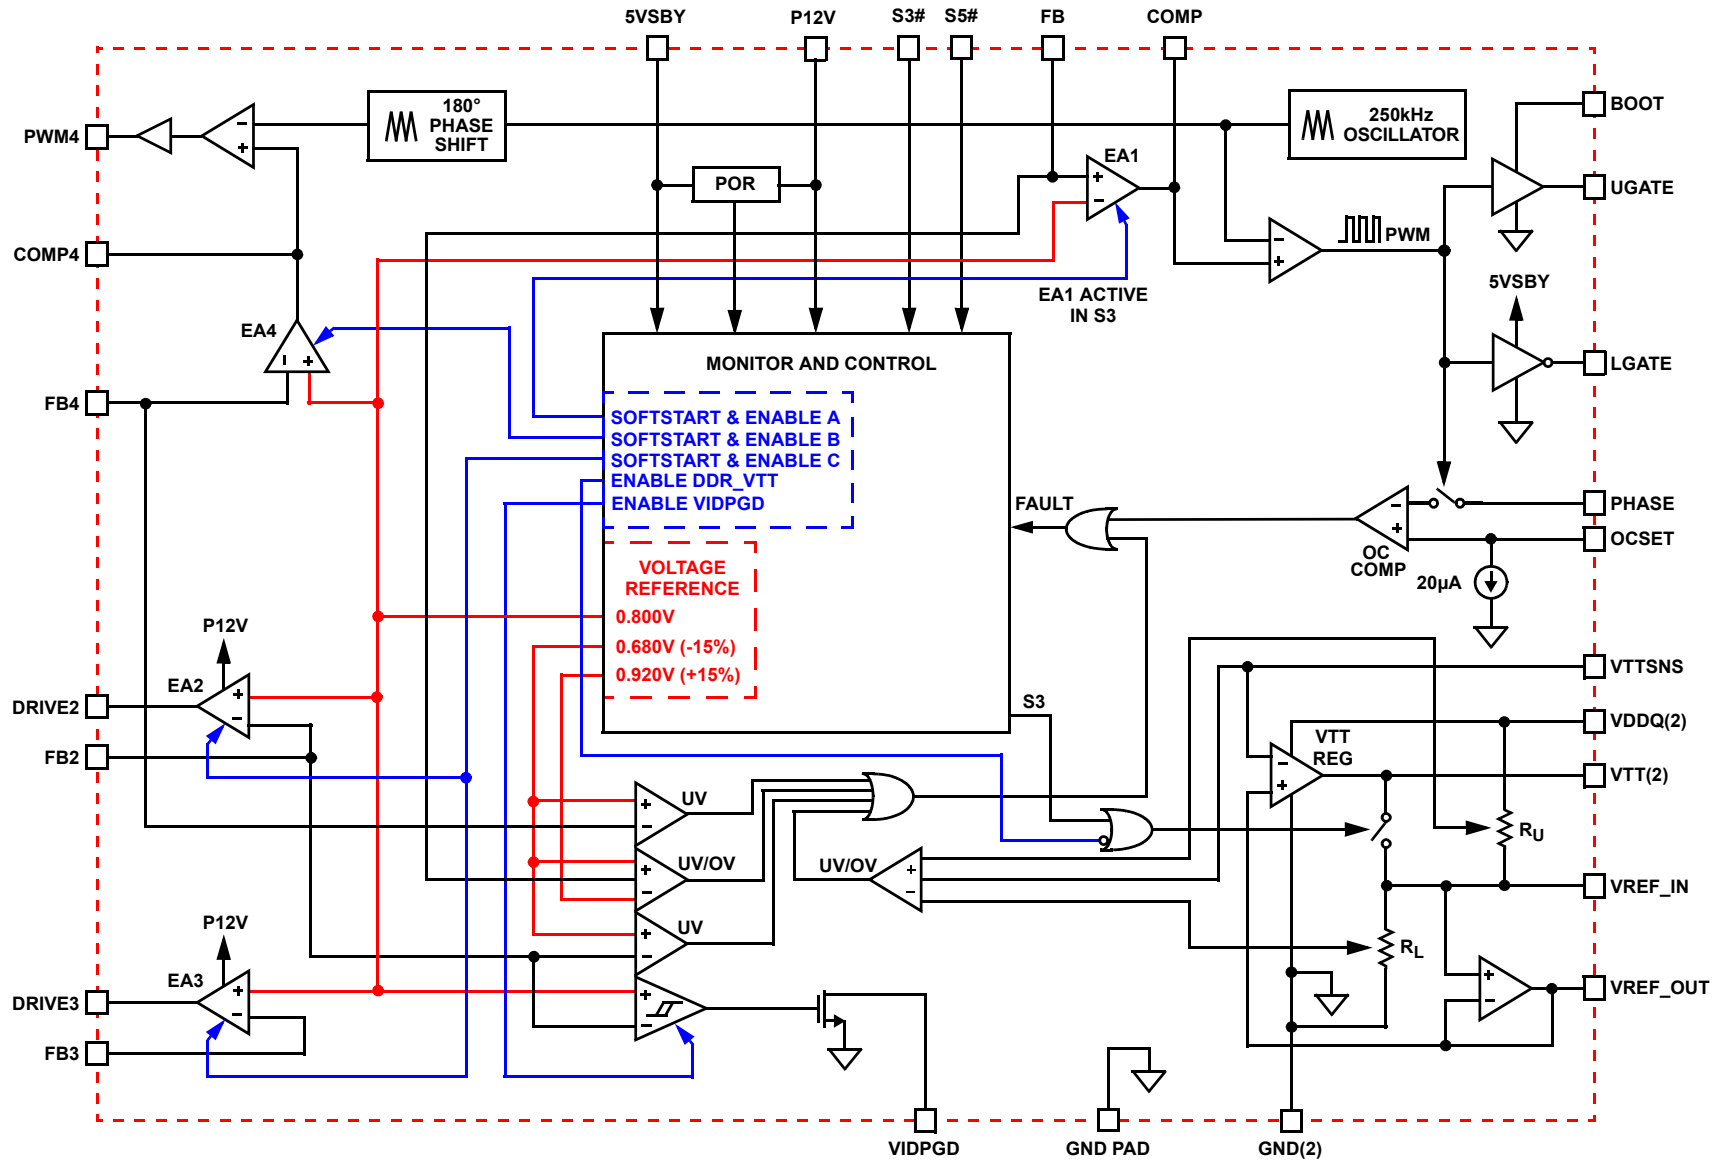 5VSBY
P12V
S3#
S5#
FB
COMP
180°
PHASE
SHIFT
250kHz
OSCILLATOR
BOOT
PWM4
-
+
POR
EA1
+
-
UGATE
-
+
PWM
COMP4
EA1 ACTIVE
IN S3
5VSBY
EA4
- +
MONITOR AND CONTROL
LGATE
FB4
SOFTSTART & ENABLE A
SOFTSTART & ENABLE B
SOFTSTART & ENABLE C
ENABLE DDR_VTT
ENABLE VIDPGD
FAULT
-
+
OC
COMP
PHASE
OCSET
20µA
VOLTAGE
REFERENCE
0.800V
0.680V (-15%)
0.920V (+15%)
P12V
EA2
+
-
DRIVE2
FB2
S3
VTTSNS
VDDQ(2)
VTT
REG
-
+
VTT(2)
+
-
UV
+
-
UV/OV
UV/OV
+
-
RU
VREF_IN
+
-
UV
P12V
EA3
+
-
DRIVE3
FB3
RL
+
-
VREF_OUT
+
-
VIDPGD
GND PAD
GND(2)